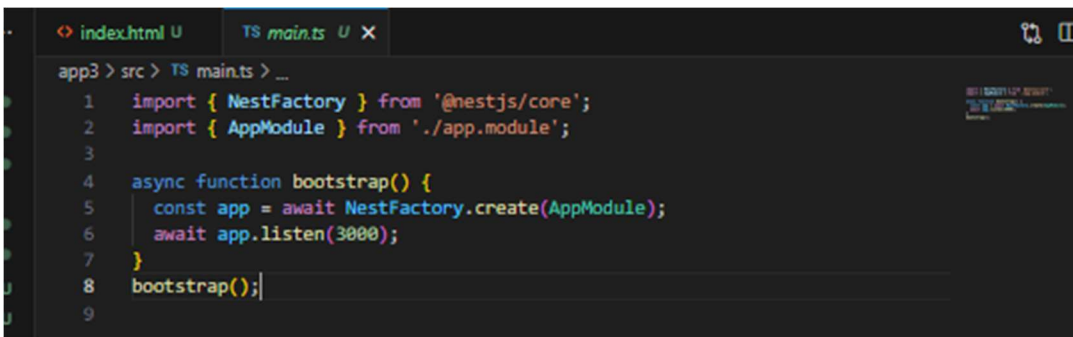 index.html U TS main.ts U X
app3 > src > TS main.ts > ...
1 import { NestFactory } from '@nestjs/core';
2 import { AppModule } from './app.module';
3
4 async function bootstrap() {
5 const app = await NestFactory.create(AppModule);
6 await app.listen(3000);
7 }
8 bootstrap();
9
U
U